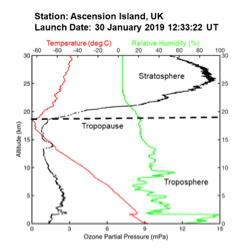 Station: Ascension Island, UK
Launch Date: 30 January 2019 12:33:22 UT
Temperature (deg C) Relative Humidity (%)
-80 -60 -40 -20 0 20 40 60 80 100
30
25
20
15
10
5
0
Altitude (km)
Stratosphere
Tropopause
Troposphere
0 3 6 9 12 15
Ozone Partial Pressure (mPa)